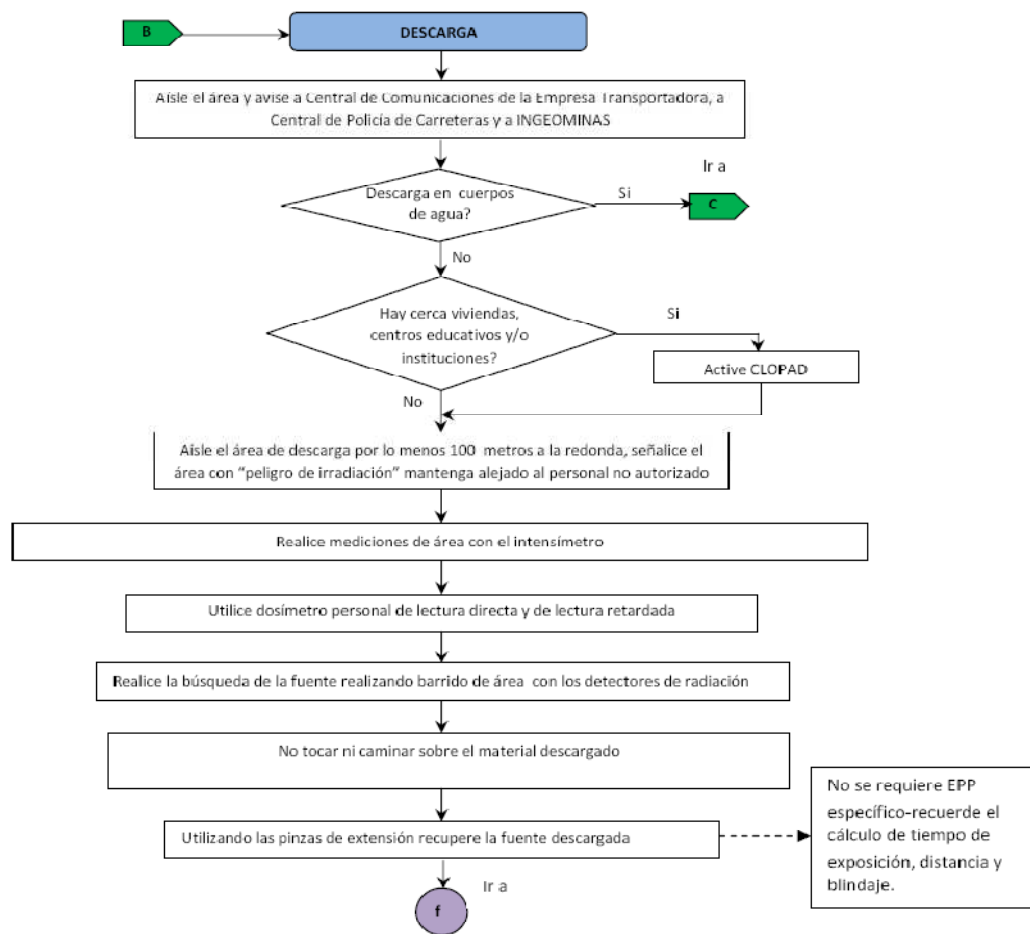 B
DESCARGA
Aísle el área y avise a Central de Comunicaciones de la Empresa Transportadora, a
Central de Policía de Carreteras y a INGEOMINAS
Ir a
Descarga en cuerpos
de agua?
Si
C
No
Hay cerca viviendas,
centros educativos y/o
instituciones?
Si
Active CLOPAD
No
Aísle el área de descarga por lo menos 100 metros a la redonda, señalice el
área con “peligro de irradiación” mantenga alejado al personal no autorizado
Realice mediciones de área con el intensímetro
Utilice dosímetro personal de lectura directa y de lectura retardada
Realice la búsqueda de la fuente realizando barrido de área con los detectores de radiación
No tocar ni caminar sobre el material descargado
Utilizando las pinzas de extensión recupere la fuente descargada
No se requiere EPP
específico-recuerde el
cálculo de tiempo de
exposición, distancia y
blindaje.
Ir a
f